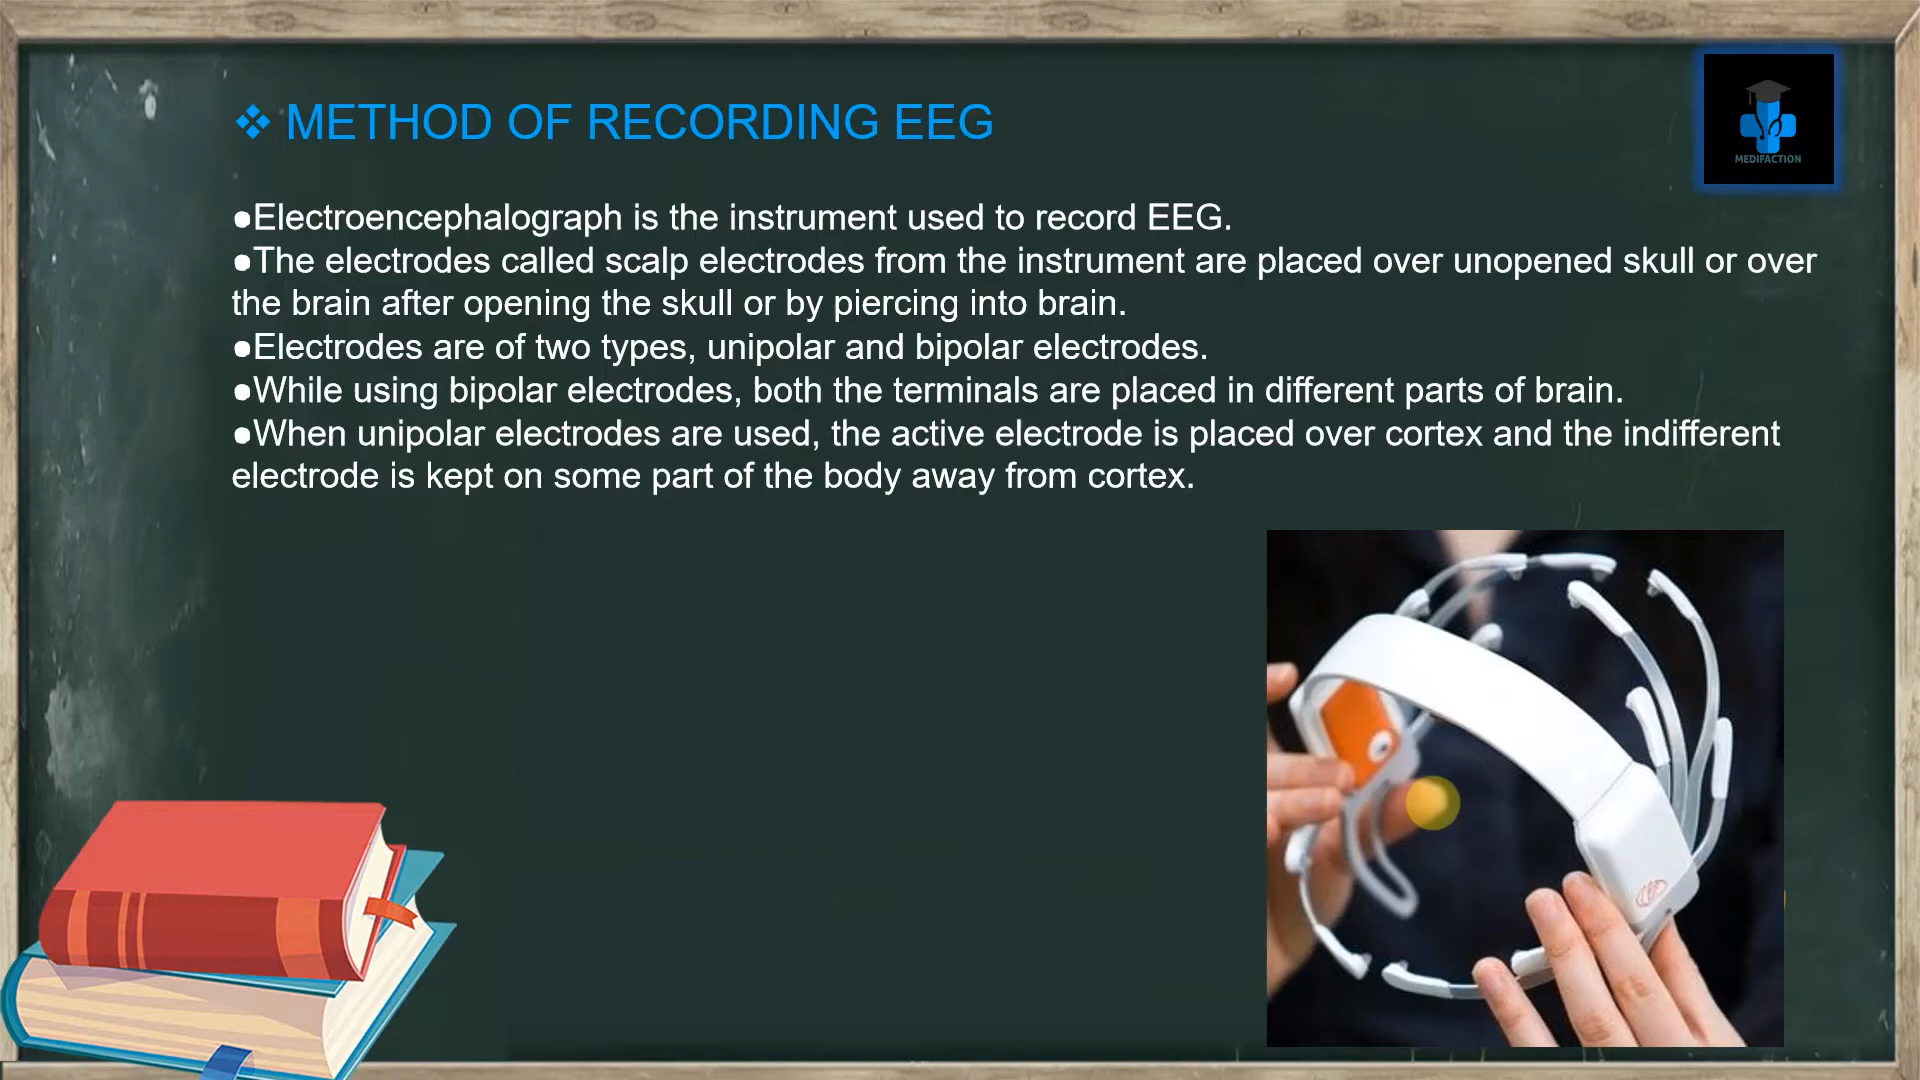 ❖ METHOD OF RECORDING EEG
MEDIFACTION
●Electroencephalograph is the instrument used to record EEG.
●The electrodes called scalp electrodes from the instrument are placed over unopened skull or over
the brain after opening the skull or by piercing into brain.
●Electrodes are of two types, unipolar and bipolar electrodes.
●While using bipolar electrodes, both the terminals are placed in different parts of brain.
●When unipolar electrodes are used, the active electrode is placed over cortex and the indifferent
electrode is kept on some part of the body away from cortex.